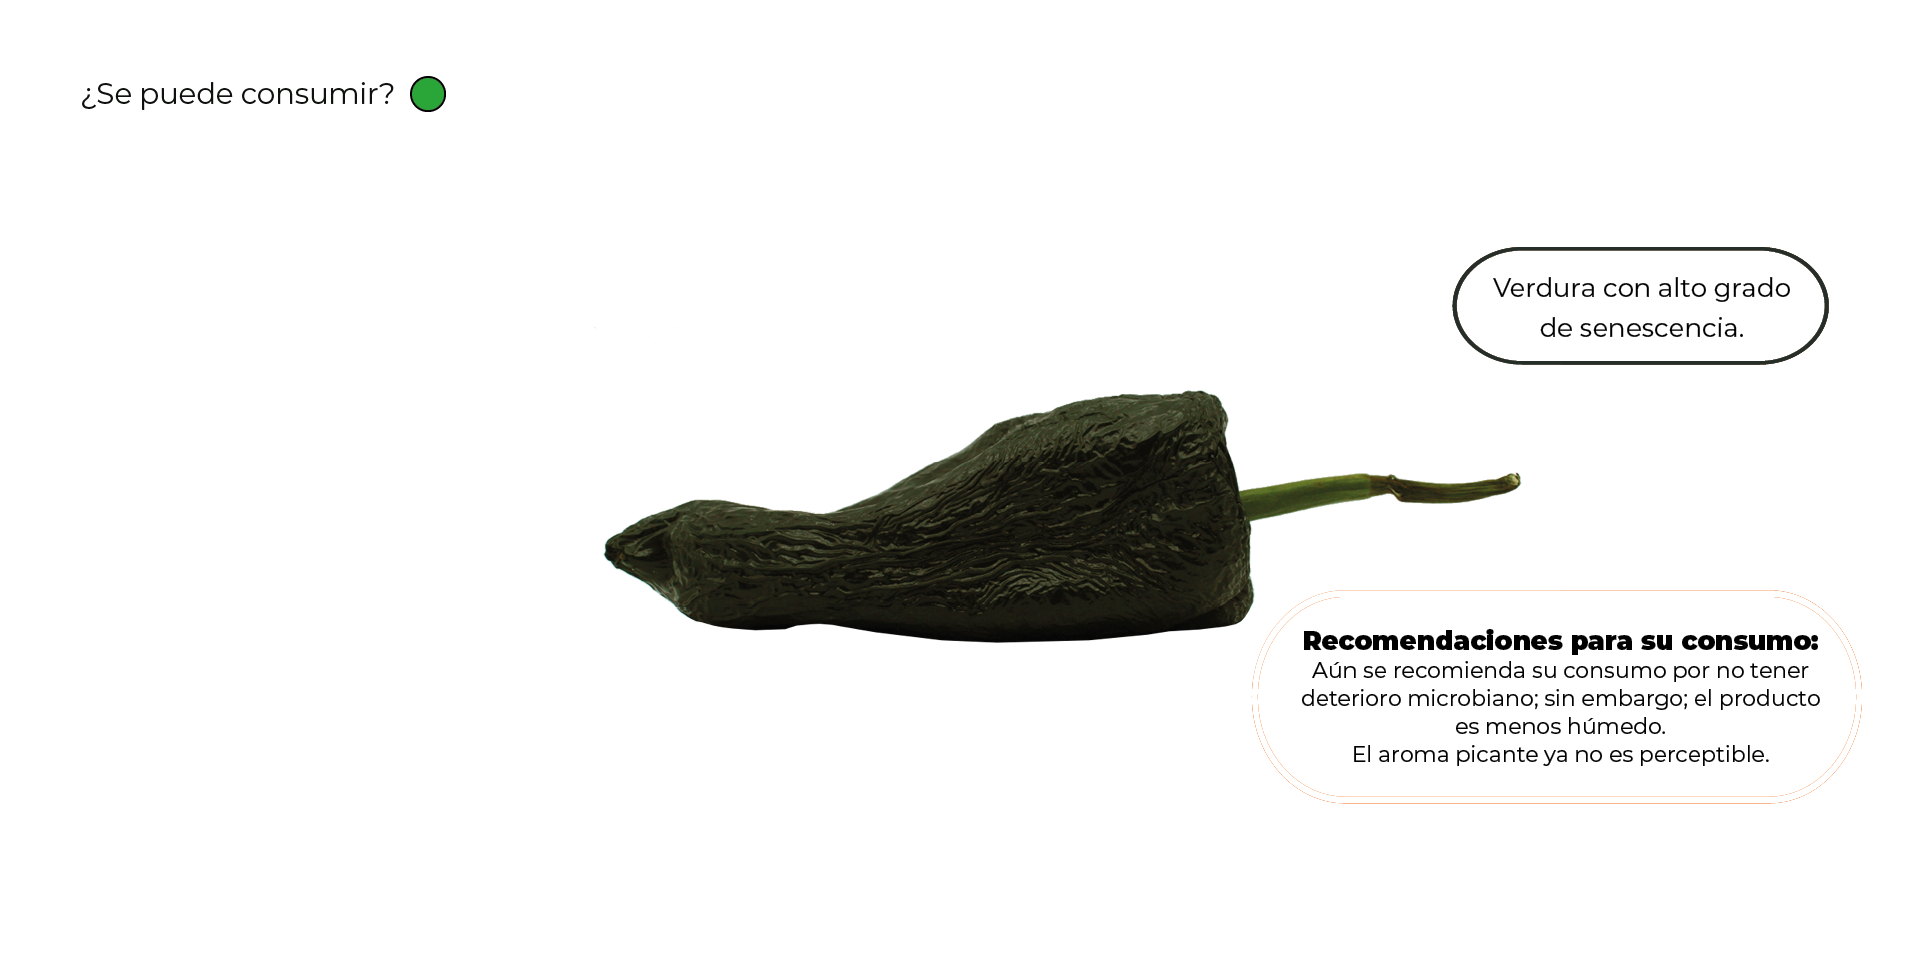 ¿Se puede consumir?
Verdura con alto grado
de senescencia.
Recomendaciones para su consumo:
Aún se recomienda su consumo por no tener
deterioro microbiano; sin embargo; el producto
es menos húmedo.
El aroma picante ya no es perceptible.